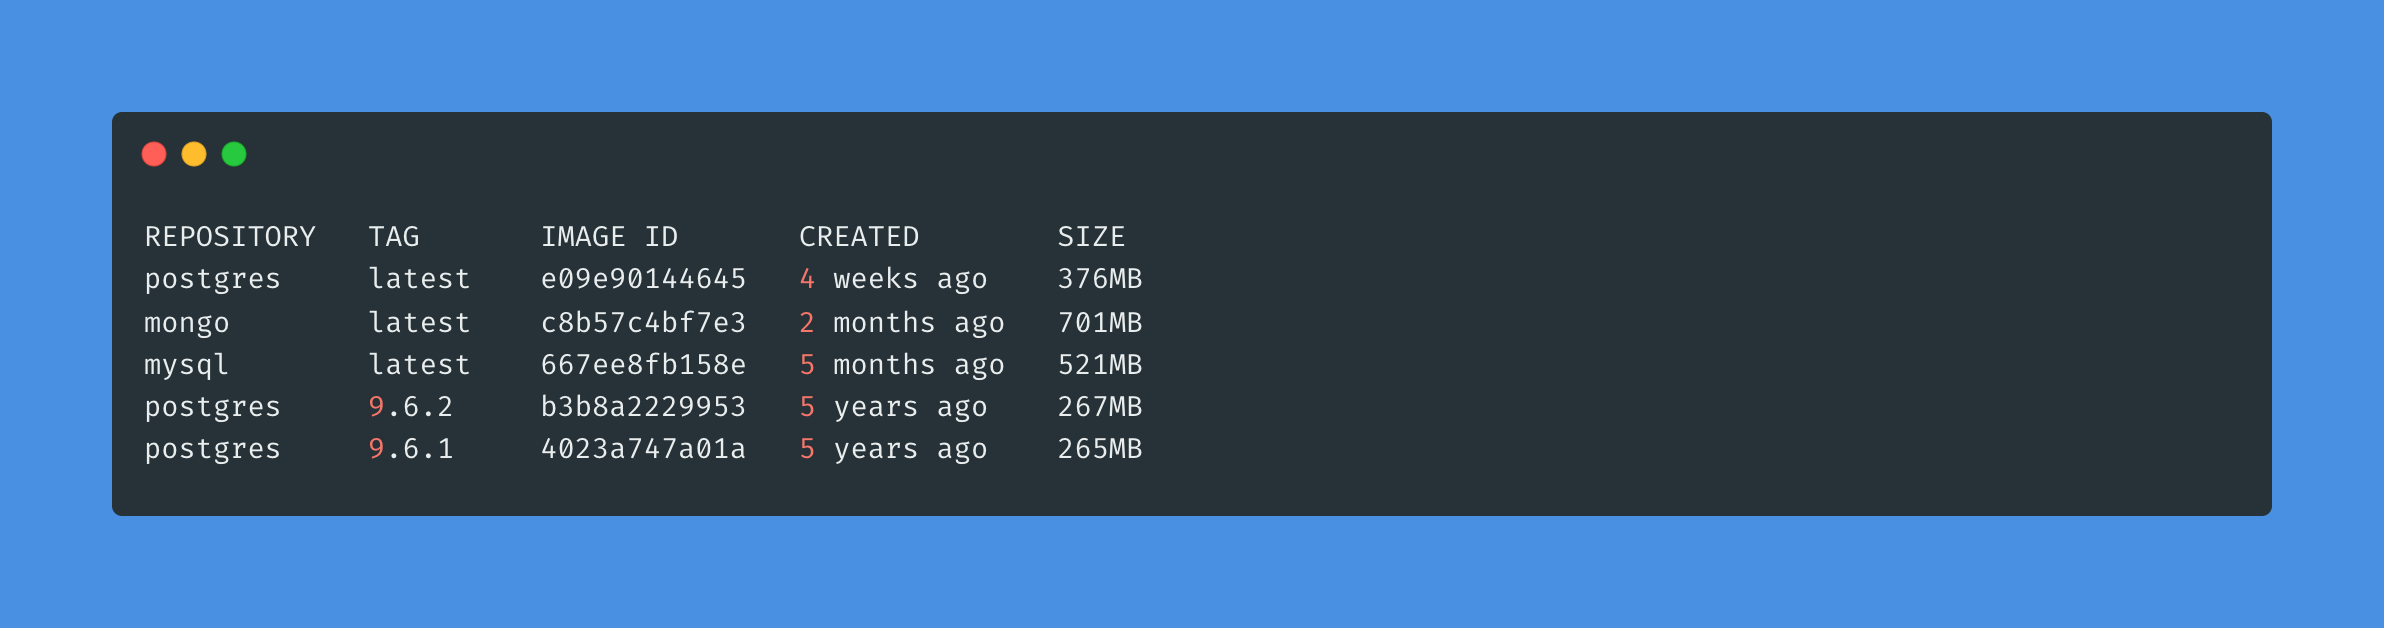 REPOSITORY   TAG       IMAGE ID       CREATED        SIZE
postgres     latest    e09e90144645   4 weeks ago    376MB
mongo        latest    c8b57c4bf7e3   2 months ago   701MB
mysql        latest    667ee8fb158e   5 months ago   521MB
postgres     9.6.2     b3b8a2229953   5 years ago    267MB
postgres     9.6.1     4023a747a01a   5 years ago    265MB